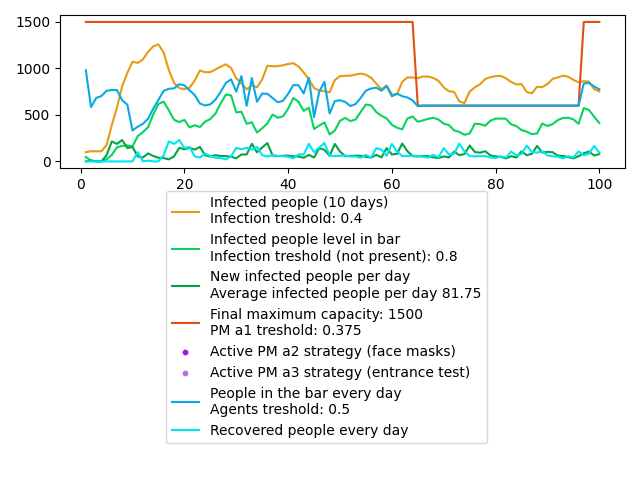 1500
1000
500
0
0 20 40 60 80 100
Infected people (10 days)
Infection treshold: 0.4
Infected people level in bar
Infection treshold (not present): 0.8
New infected people per day
Average infected people per day 81.75
Final maximum capacity: 1500
PM a1 treshold: 0.375
Active PM a2 strategy (face masks)
Active PM a3 strategy (entrance test)
People in the bar every day
Agents treshold: 0.5
Recovered people every day